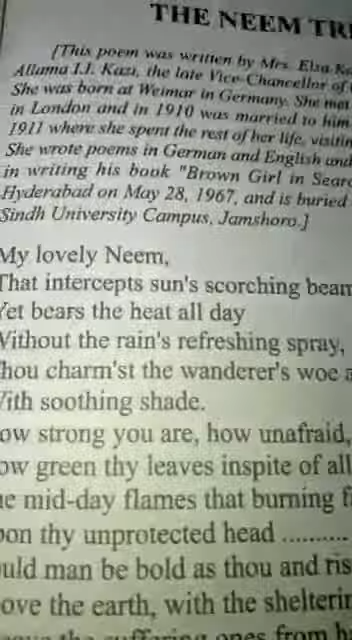 THE NEEM TR
[This poem was written by Mrs. Elsa
Allama I.I. Kazi, the late Vice-Chancellor of
She was born at Weimar in Germany. She met
in London and in 1910 was married to him
1911 where she spent the rest of her life, visitin
She wrote poems in German and English and
in writing his book "Brown Girl in Sear
Hyderabad on May 28, 1967, and is buried
Sindh University Campus, Jamshoro.]
My lovely Neem,
That intercepts sun's scorching beam
Yet bears the heat all day
Without the rain's refreshing spray,
Thou charm'st the wanderer's woe a
With soothing shade.
ow strong you are, how unafraid,
ow green thy leaves inspite of all
e mid-day flames that burning f
pon thy unprotected head ..........
uld man be bold as thou and ris
ove the earth, with the shelterin
suffering ones from